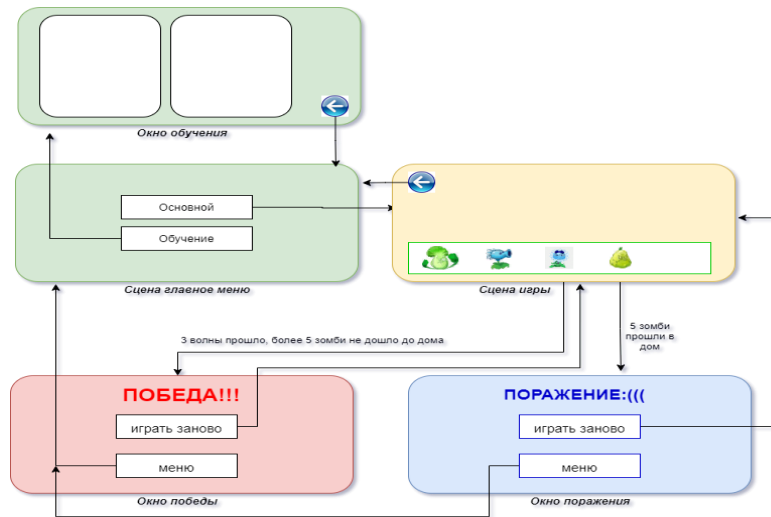 Окно обучения
Основной
Обучение
Сцена главное меню
Сцена игры
3 волны прошло, более 5 зомби не дошло до дома
5 зомби
прошли в
дом
ПОБЕДА!!!
играть заново
меню
Окно победы
ПОРАЖЕНИЕ:(((
играть заново
меню
Окно поражения